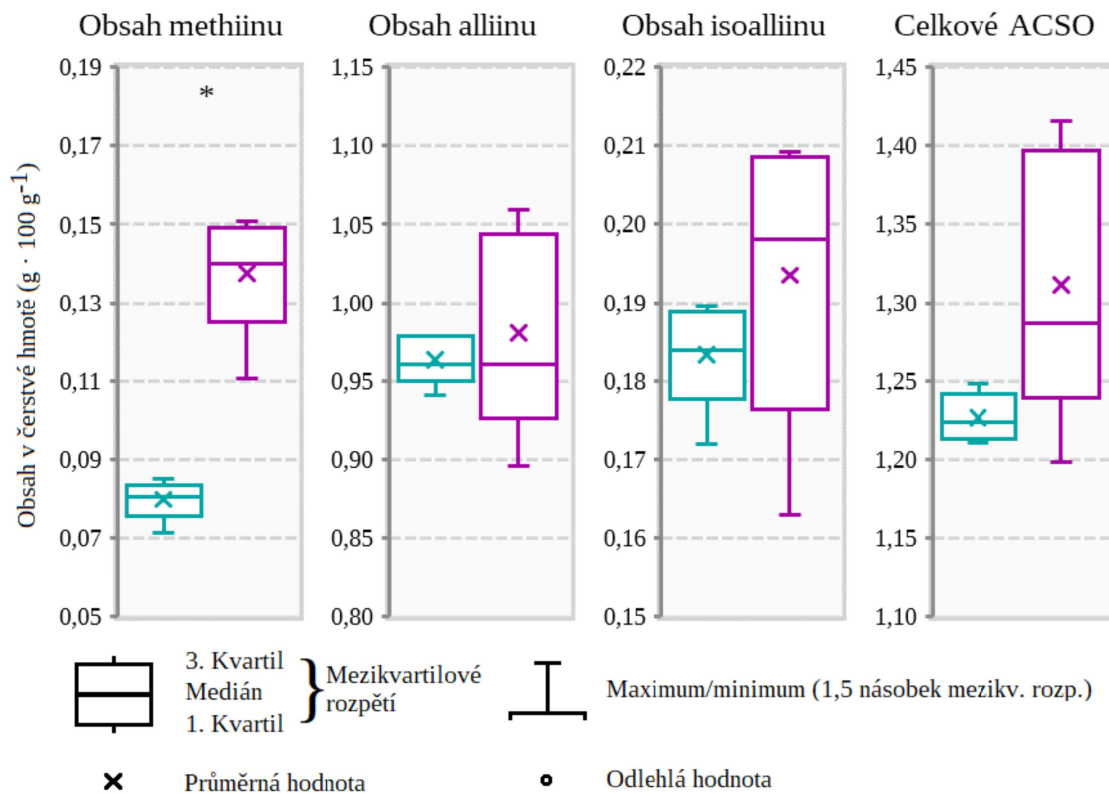 Obsah methiinu
Obsah alliinu
Obsah isoalliinu
Celkové ACSO
Obsah v čerstvé hmotě (g · 100 g⁻¹)
0,19
0,17
0,15
0,13
0,11
0,09
0,07
0,05
*
1,15
1,10
1,05
1,00
0,95
0,90
0,85
0,80
0,22
0,21
0,20
0,19
0,18
0,17
0,16
0,15
1,45
1,40
1,35
1,30
1,25
1,20
1,15
1,10
3. Kvartil
Medián
1. Kvartil
Mezikvartilové
rozpětí
Maximum/minimum (1,5 násobek mezikv. rozp.)
Průměrná hodnota
Odlehlá hodnota